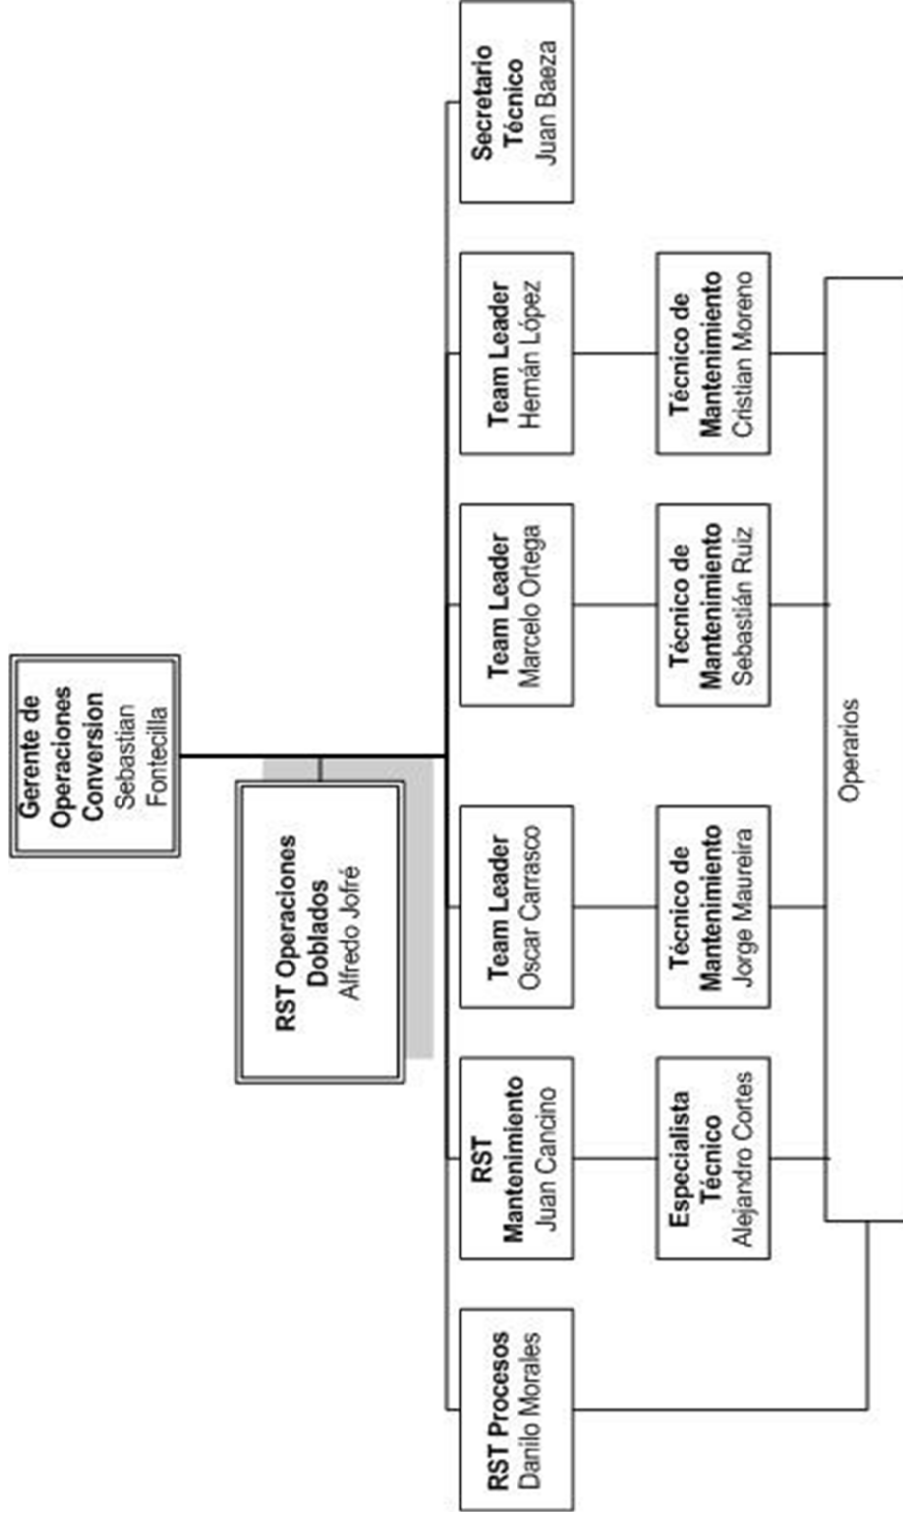 Gerente de
Operaciones
Conversion
Sebastian
Fontecilla
RST Operaciones
Doblados
Alfredo Jofré
RST Procesos
Danilo Morales
RST
Mantenimiento
Juan Cancino
Team Leader
Oscar Carrasco
Team Leader
Marcelo Ortega
Team Leader
Hernán López
Secretario
Técnico
Juan Baeza
Especialista
Técnico
Alejandro Cortes
Técnico de
Mantenimiento
Jorge Maureira
Técnico de
Mantenimiento
Sebastián Ruiz
Técnico de
Mantenimiento
Cristian Moreno
Operarios